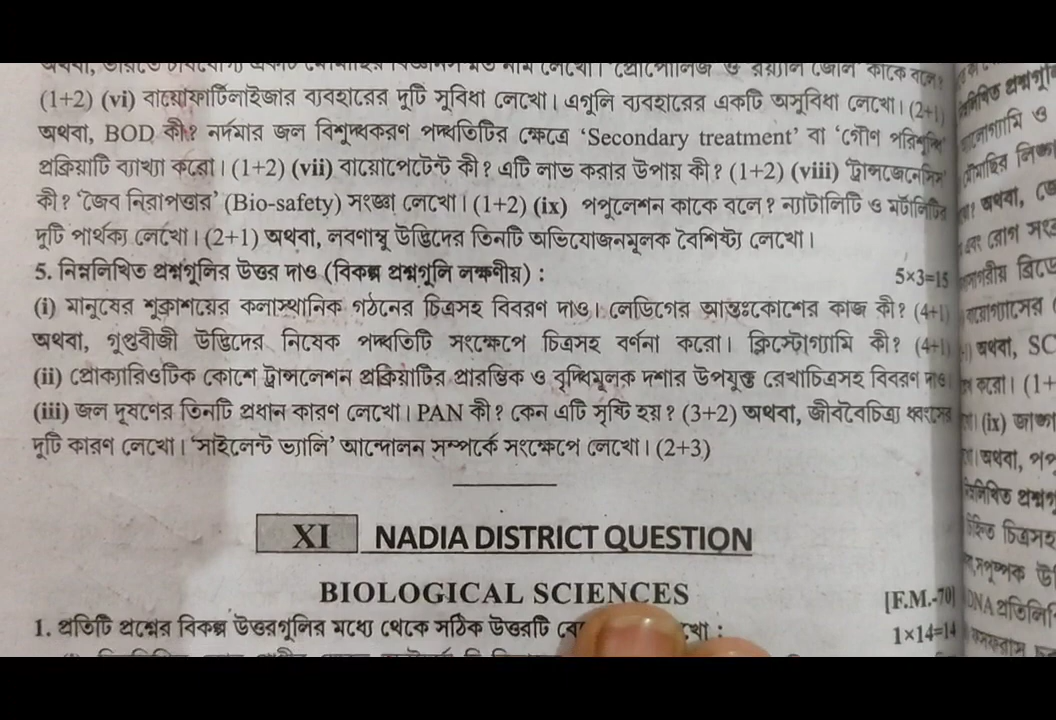 (1+2) (vi) বায়োফার্টিলাইজার ব্যবহারের দুটি সুবিধা লেখো। এগুলি ব্যবহারের একটি অসুবিধা লেখো। (2+1)
অথবা, BOD কী? নর্দমার জল বিশুদ্ধকরণ পদ্ধতিটির ক্ষেত্রে ‘Secondary treatment’ বা ‘গৌণ পরিশুদ্ধি’
প্রক্রিয়াটি ব্যাখ্যা করো। (1+2) (vii) বায়োপেটেন্ট কী? এটি লাভ করার উপায় কী? (1+2) (viii) ‘ট্রান্সজেনেসিস’
কী? ‘জৈব নিরাপত্তার’ (Bio-safety) সংজ্ঞা লেখো। (1+2) (ix) পপুলেশন কাকে বলে? ন্যাটালিটি ও মর্টালিটির
দুটি পার্থক্য লেখো। (2+1) অথবা, লবণাম্বু উদ্ভিদের তিনটি অভিযোজনমূলক বৈশিষ্ট্য লেখো।
5. নিম্নলিখিত প্রশ্নগুলির উত্তর দাও (বিকল্প প্রশ্নগুলি লক্ষণীয়) : 5×3=15
(i) মানুষের শুক্রাশয়ের কলাস্থানিক গঠনের চিত্রসহ বিবরণ দাও। লেডিগের আন্তঃকোশের কাজ কী? (4+1)
অথবা, গুপ্তবীজী উদ্ভিদের নিষেক পদ্ধতিটি সংক্ষেপে চিত্রসহ বর্ণনা করো। ক্লিস্টোগ্যামি কী? (4+1)
(ii) প্রোক্যারিওটিক কোশে ট্রান্সলেশন প্রক্রিয়াটির প্রারম্ভিক ও বৃদ্ধিমূলক দশার উপযুক্ত রেখাচিত্রসহ বিবরণ দাও।
(iii) জল দূষণের তিনটি প্রধান কারণ লেখো। PAN কী? কেন এটি সৃষ্টি হয়? (3+2) অথবা, জীববৈচিত্র্য ধ্বংসের
দুটি কারণ লেখো। ‘সাইলেন্ট ভ্যালি’ আন্দোলন সম্পর্কে সংক্ষেপে লেখো। (2+3)
XI NADIA DISTRICT QUESTION
BIOLOGICAL SCIENCES
[F.M.-70]
1. প্রতিটি প্রশ্নের বিকল্প উত্তরগুলির মধ্যে থেকে সঠিক উত্তরটি : 1×14=14